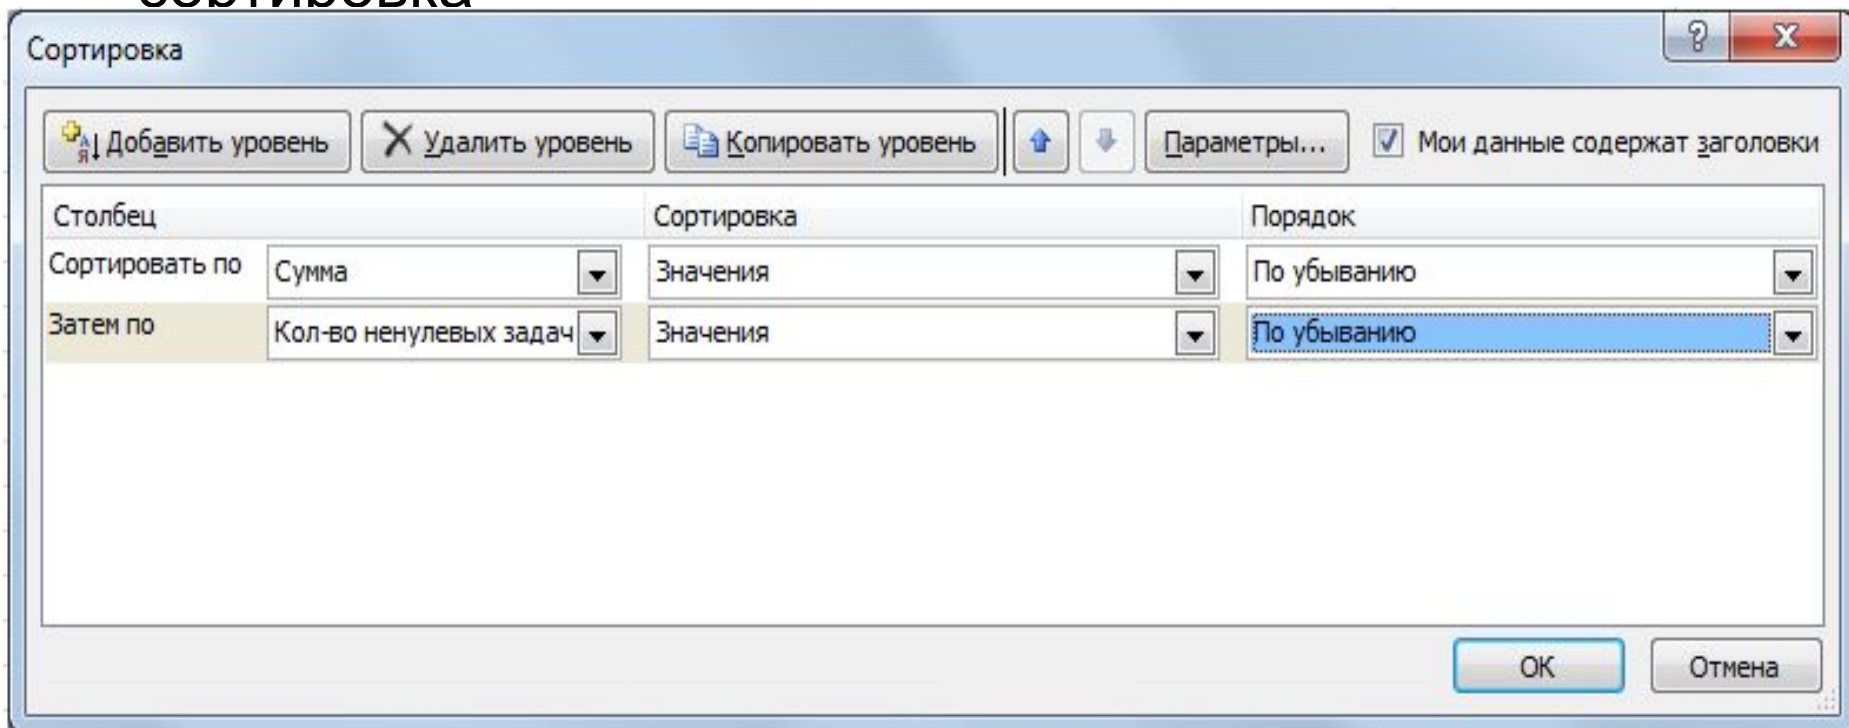 сортировка
Сортировка
Добавить уровень Удалить уровень Копировать уровень Параметры... Мои данные содержат заголовки
Столбец Сортировка Порядок
Сортировать по Сумма Значения По убыванию
Затем по Кол-во ненулевых задач Значения По убыванию
ОК Отмена